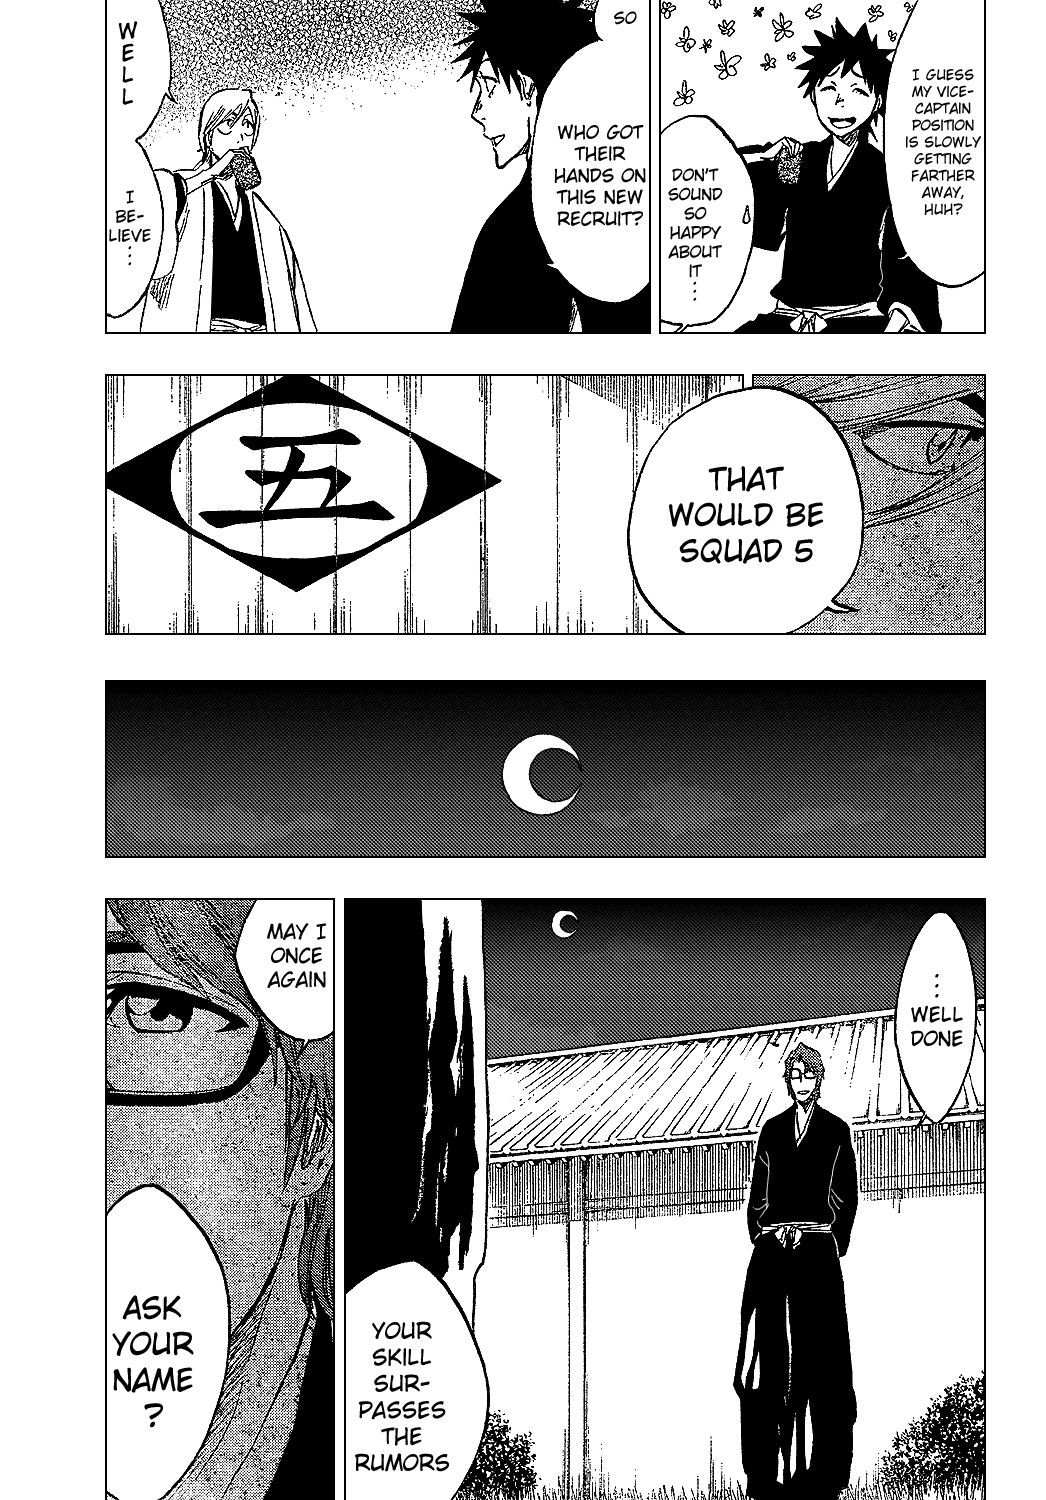 I GUESS
MY VICE-
CAPTAIN
POSITION
IS SLOWLY
GETTING
FARTHER
AWAY,
HUH?
DON'T
SOUND
SO
HAPPY
ABOUT
IT
...
SO
WHO GOT
THEIR
HANDS ON
THIS NEW
RECRUIT?
WELL
I
BE-
LIEVE
...
THAT
WOULD BE
SQUAD 5
五
...
WELL
DONE
YOUR
SKILL
SUR-
PASSES
THE
RUMORS
MAY I
ONCE
AGAIN
ASK
YOUR
NAME
?